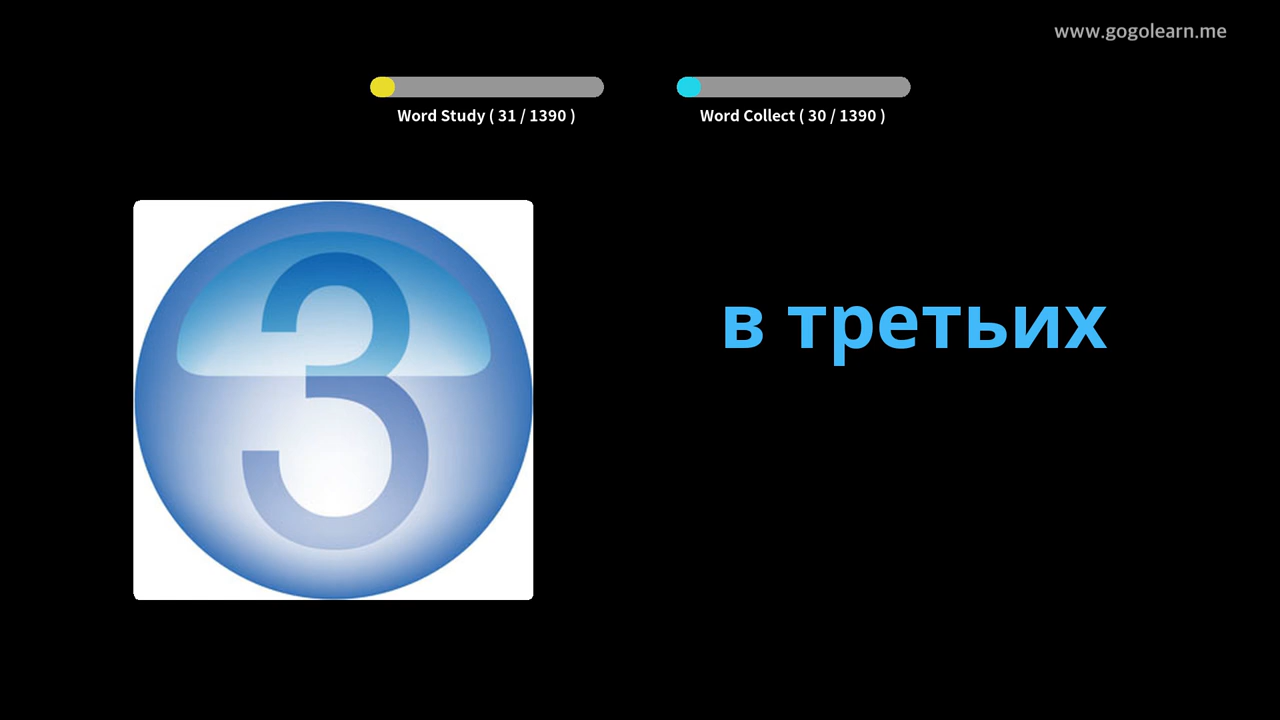 www.gogolearn.me
Word Study ( 31 / 1390 )
Word Collect ( 30 / 1390 )
3
в третьих